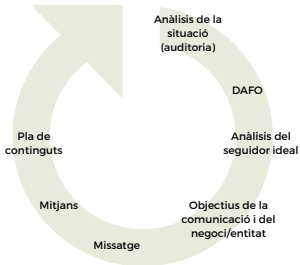 Anàlisis de la
situació
(auditoria)
DAFO
Anàlisis del
seguidor ideal
Objectius de la
comunicació i del
negoci/entitat
Missatge
Mitjans
Pla de
continguts